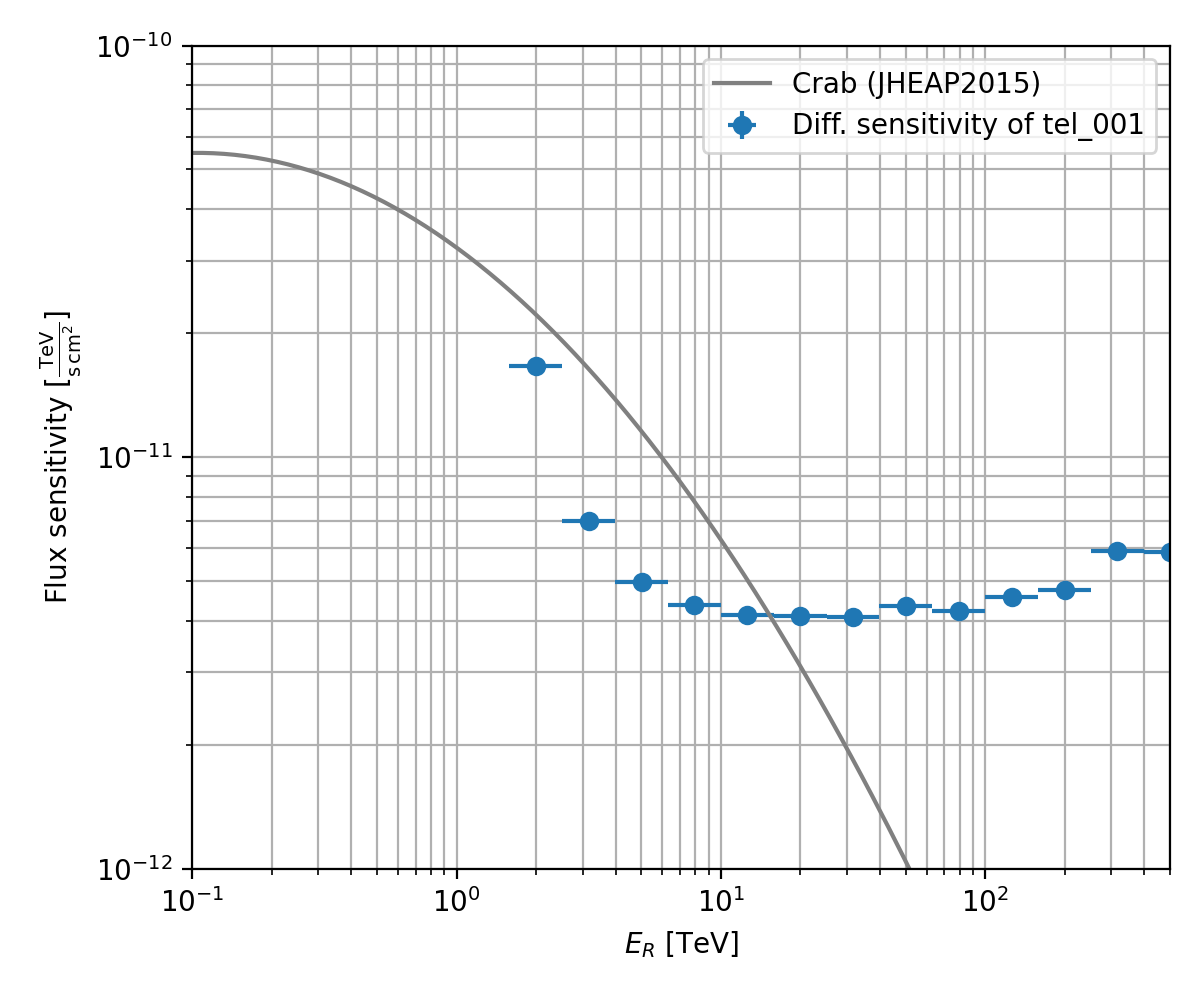 10⁻¹⁰
Crab (JHEAP2015)
Diff. sensitivity of tel_001
Flux sensitivity [TeV / s cm²]
10⁻¹¹
10⁻¹²
10⁻¹ 10⁰ 10¹ 10²
E_R [TeV]